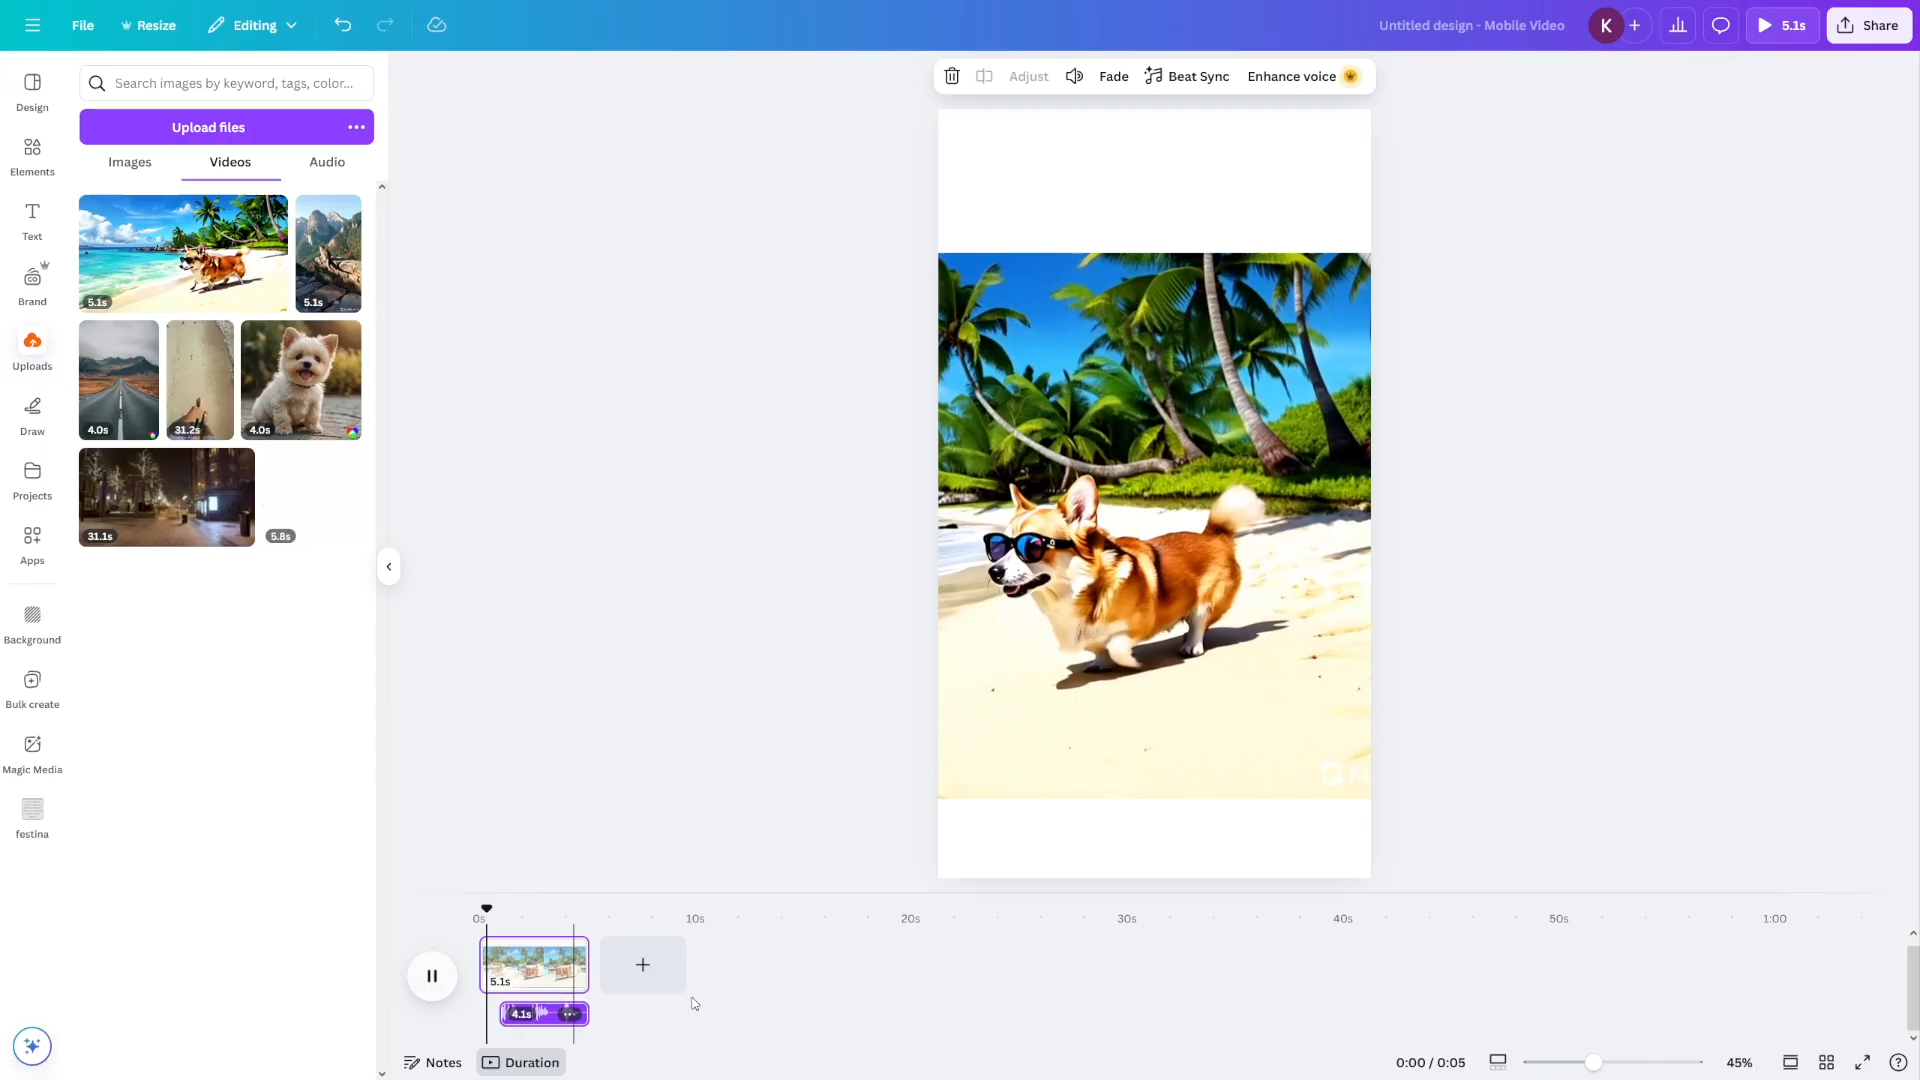 File
Resize
Editing
Untitled design - Mobile Video
K
5.1s
Share
Design
Elements
Text
Brand
Uploads
Draw
Projects
Apps
Background
Bulk create
Magic Media
festina
Search images by keyword, tags, color...
Upload files
Images
Videos
Audio
5.1s
5.1s
4.0s
31.2s
4.0s
31.1s
5.8s
Adjust
Fade
Beat Sync
Enhance voice
KL
0s
10s
20s
30s
40s
50s
1:00
5.1s
4.1s
Notes
Duration
0:00 / 0:05
45%